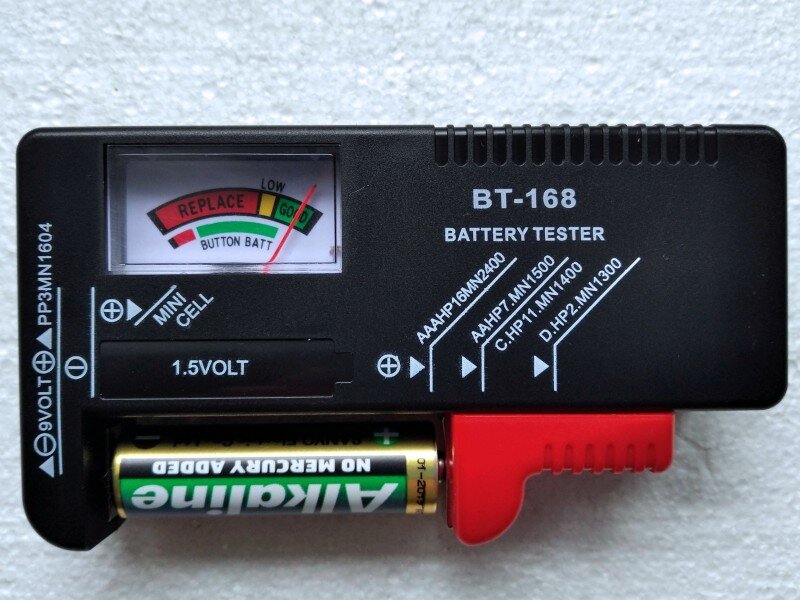 LOW
REPLACE
GOOD
BUTTON BATT
BT-168
BATTERY TESTER
MINI
CELL
1.5VOLT
9VOLT
PP3MN1604
AAAHP16MN2400
AAHP7.MN1500
C.HP11.MN1400
D.HP2.MN1300
NO MERCURY ADDED
Alkaline